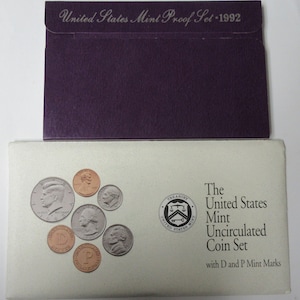 United States Mint Proof Set · 1992
The
United States
Mint
Uncirculated
Coin Set
with D and P Mint Marks
D
P